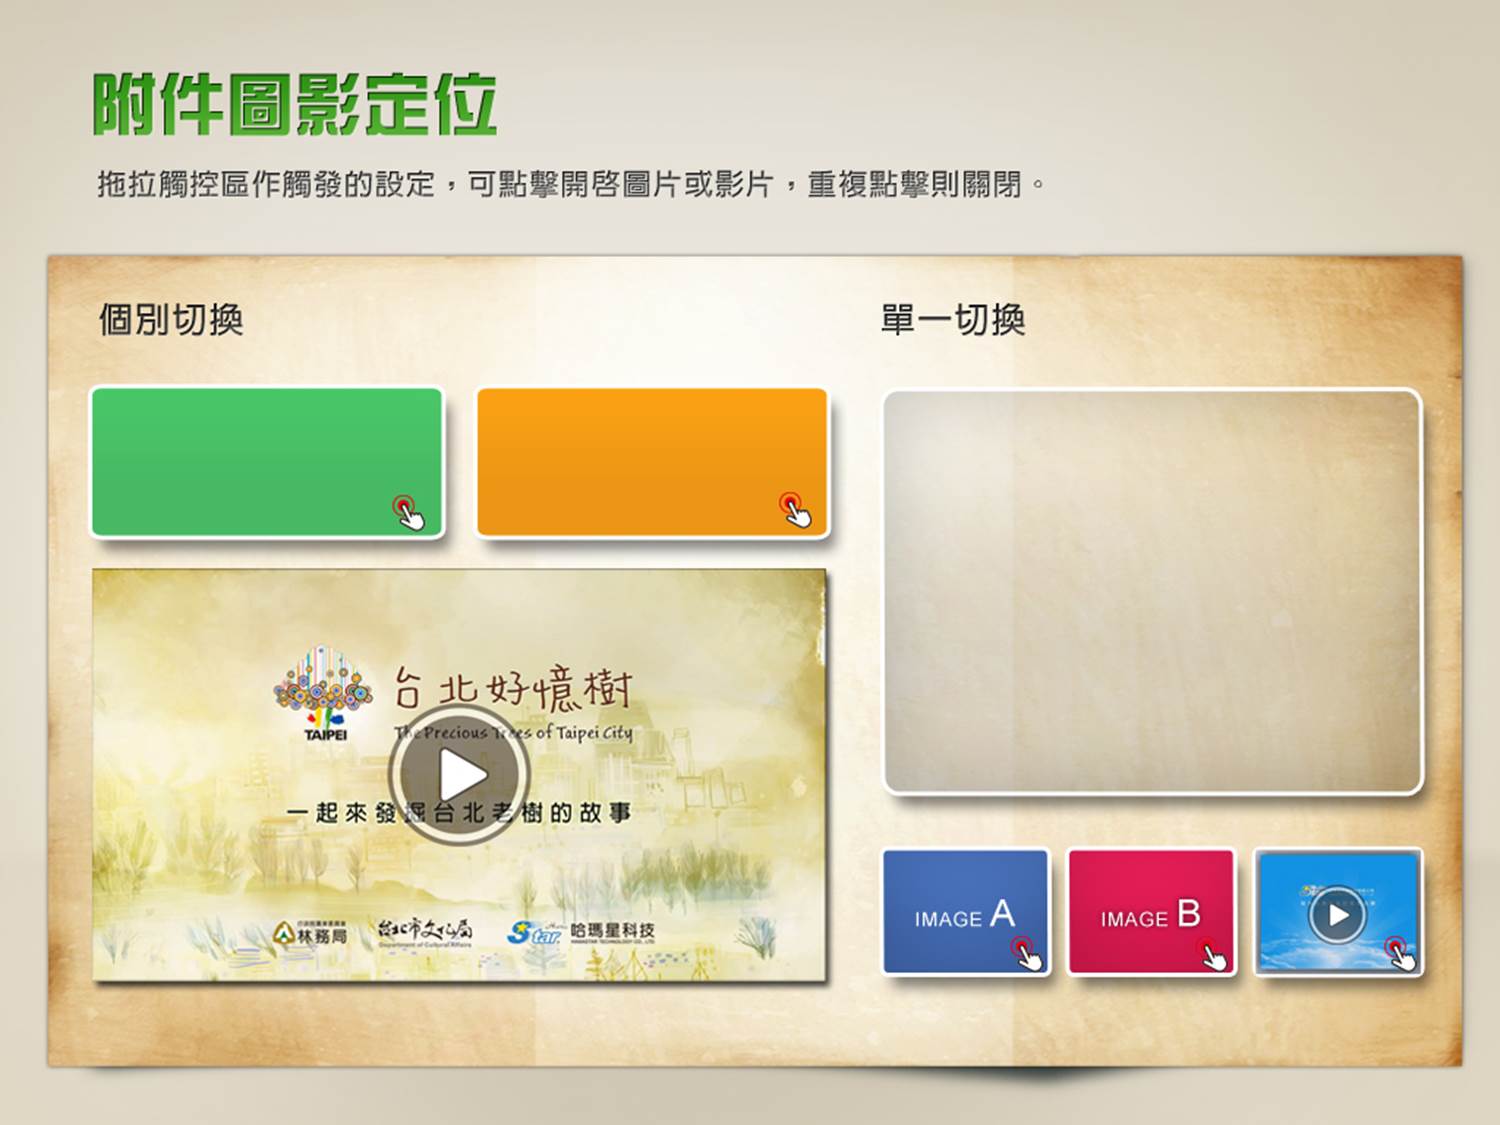 附件圖影定位
拖拉觸控區作觸發的設定，可點擊開啓圖片或影片，重複點擊則關閉。
個別切換
單一切換
台北好憶樹
TAIPEI
The Precious Trees of Taipei City
一起來發掘台北老樹的故事
林務局
台北市文化局
Department of Cultural Affairs
Star
哈瑪星科技
HAMASTAR TECHNOLOGY CO., LTD
IMAGE A
IMAGE B